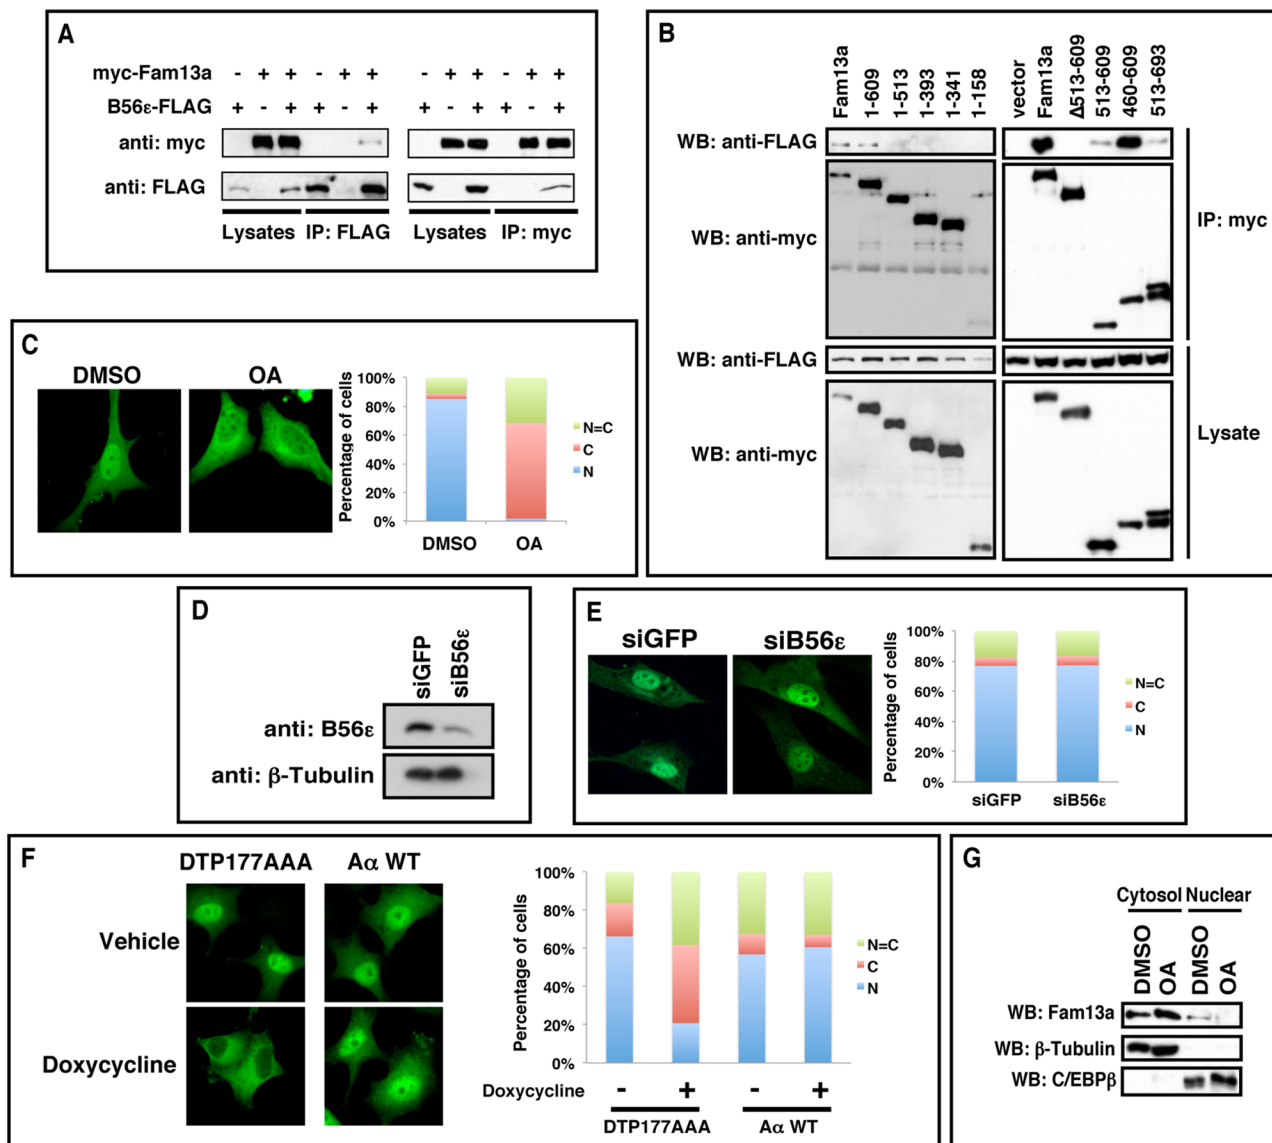 A
myc-Fam13a - + + - + + - + + - + +
B56ε-FLAG + - + + - + + - + + - +
anti: myc
anti: FLAG
Lysates IP: FLAG Lysates IP: myc
B
Fam13a 1-609 1-513 1-393 1-341 1-158 vector Fam13a Δ513-609 513-609 460-609 513-693
WB: anti-FLAG
WB: anti-myc
IP: myc
WB: anti-FLAG
WB: anti-myc
Lysate
C
DMSO OA
Percentage of cells
100%
80%
60%
40%
20%
0%
DMSO OA
N=C
C
N
D
siGFP siB56ε
anti: B56ε
anti: β-Tubulin
E
siGFP siB56ε
Percentage of cells
100%
80%
60%
40%
20%
0%
siGFP siB56ε
N=C
C
N
F
DTP177AAA Aα WT
Vehicle
Doxycycline
Percentage of cells
100%
80%
60%
40%
20%
0%
N=C
C
N
Doxycycline - + - +
DTP177AAA Aα WT
G
Cytosol Nuclear
DMSO OA DMSO OA
WB: Fam13a
WB: β-Tubulin
WB: C/EBPβ